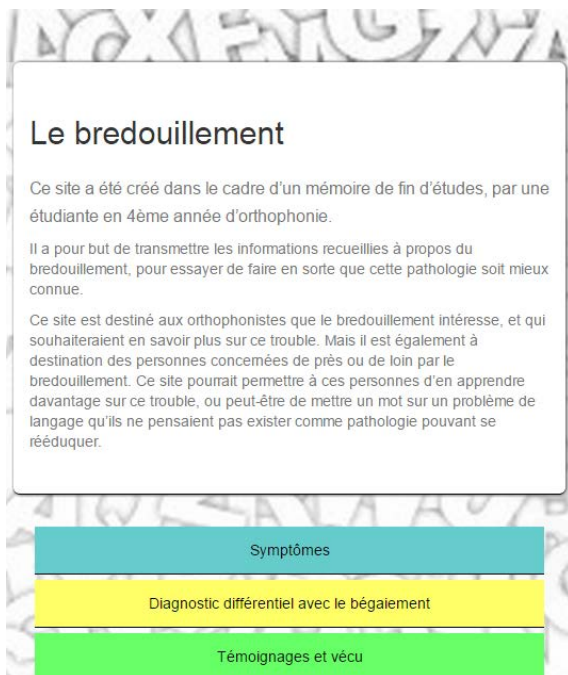 Le bredouillement
Ce site a été créé dans le cadre d'un mémoire de fin d'études, par une
étudiante en 4ème année d'orthophonie.
Il a pour but de transmettre les informations recueillies à propos du
bredouillement, pour essayer de faire en sorte que cette pathologie soit mieux
connue.
Ce site est destiné aux orthophonistes que le bredouillement intéresse, et qui
souhaiteraient en savoir plus sur ce trouble. Mais il est également à
destination des personnes concernées de près ou de loin par le
bredouillement. Ce site pourrait permettre à ces personnes d'en apprendre
davantage sur ce trouble, ou peut-être de mettre un mot sur un problème de
langage qu'ils ne pensaient pas exister comme pathologie pouvant se
rééduquer.
Symptômes
Diagnostic différentiel avec le bégaiement
Témoignages et vécu